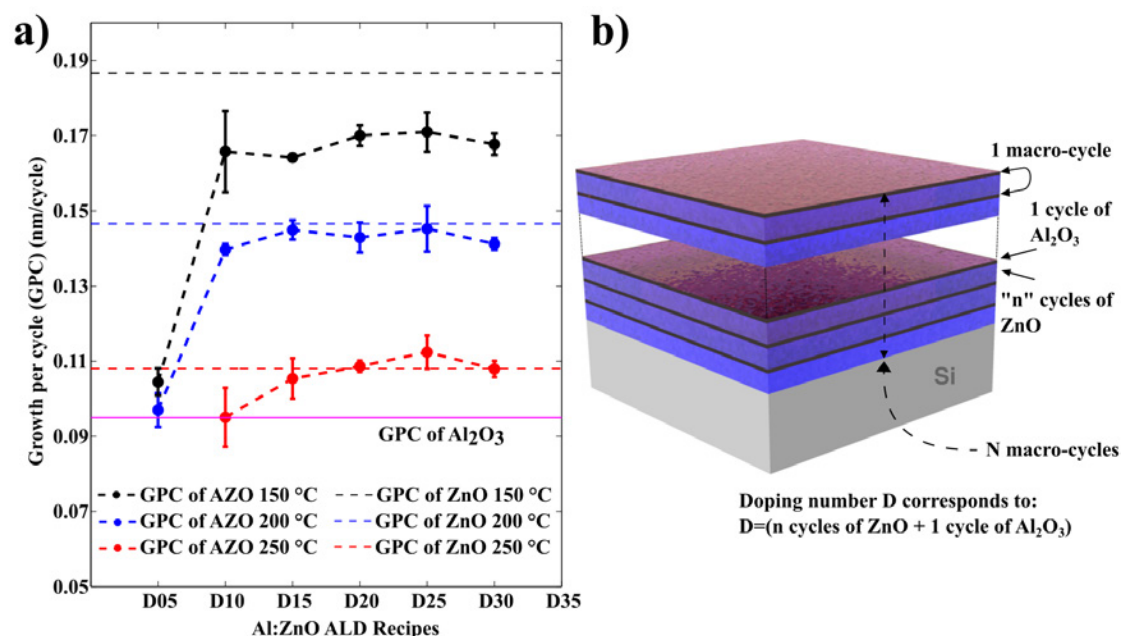 a)
Growth per cycle (GPC) (nm/cycle)
0.19
0.17
0.15
0.13
0.11
0.09
0.07
0.05
GPC of Al₂O₃
GPC of AZO 150 °C
GPC of AZO 200 °C
GPC of AZO 250 °C
GPC of ZnO 150 °C
GPC of ZnO 200 °C
GPC of ZnO 250 °C
D05 D10 D15 D20 D25 D30 D35
Al:ZnO ALD Recipes
b)
1 macro-cycle
1 cycle of
Al₂O₃
"n" cycles of
ZnO
Si
N macro-cycles
Doping number D corresponds to:
D=(n cycles of ZnO + 1 cycle of Al₂O₃)